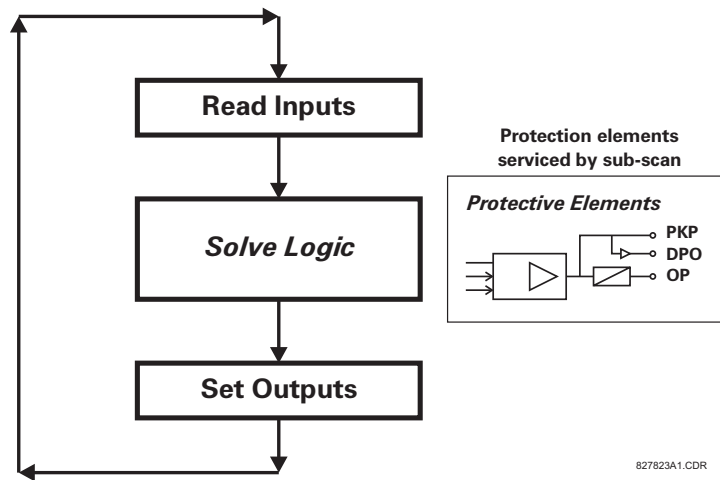 Read Inputs
Protection elements
serviced by sub-scan
Protective Elements
PKP
DPO
OP
Solve Logic
Set Outputs
827823A1.CDR